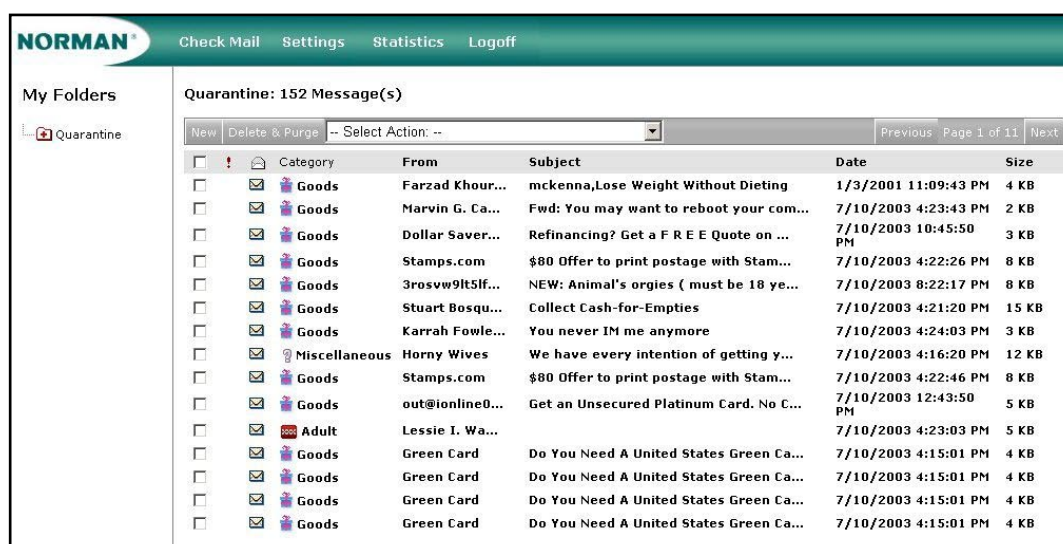 NORMAN®
Check Mail Settings Statistics Logoff
My Folders
Quarantine
Quarantine: 152 Message(s)
New Delete & Purge -- Select Action: -- Previous Page 1 of 11 Next
! Category From Subject Date Size
Goods Farzad Khour... mckenna,Lose Weight Without Dieting 1/3/2001 11:09:43 PM 4 KB
Goods Marvin G. Ca... Fwd: You may want to reboot your com... 7/10/2003 4:23:43 PM 2 KB
Goods Dollar Saver... Refinancing? Get a F R E E Quote on ... 7/10/2003 10:45:50 PM 3 KB
Goods Stamps.com $80 Offer to print postage with Stam... 7/10/2003 4:22:26 PM 8 KB
Goods 3rosvw9lt5lf... NEW: Animal's orgies ( must be 18 ye... 7/10/2003 8:22:17 PM 8 KB
Goods Stuart Bosqu... Collect Cash-for-Empties 7/10/2003 4:21:20 PM 15 KB
Goods Karrah Fowle... You never IM me anymore 7/10/2003 4:24:03 PM 3 KB
Miscellaneous Horny Wives We have every intention of getting y... 7/10/2003 4:16:20 PM 12 KB
Goods Stamps.com $80 Offer to print postage with Stam... 7/10/2003 4:22:46 PM 8 KB
Goods out@ionline0... Get an Unsecured Platinum Card. No C... 7/10/2003 12:43:50 PM 5 KB
Adult Lessie I. Wa... 7/10/2003 4:23:03 PM 5 KB
Goods Green Card Do You Need A United States Green Ca... 7/10/2003 4:15:01 PM 4 KB
Goods Green Card Do You Need A United States Green Ca... 7/10/2003 4:15:01 PM 4 KB
Goods Green Card Do You Need A United States Green Ca... 7/10/2003 4:15:01 PM 4 KB
Goods Green Card Do You Need A United States Green Ca... 7/10/2003 4:15:01 PM 4 KB